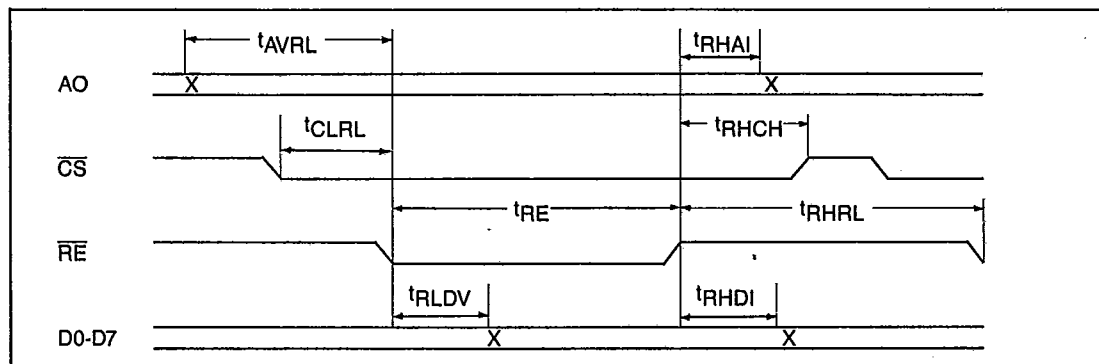 tAVRL tRHAI
AO X X
tCLRL tRHCH
CS
tRE tRHRL
RE
tRLDV tRHDI
D0-D7 X X